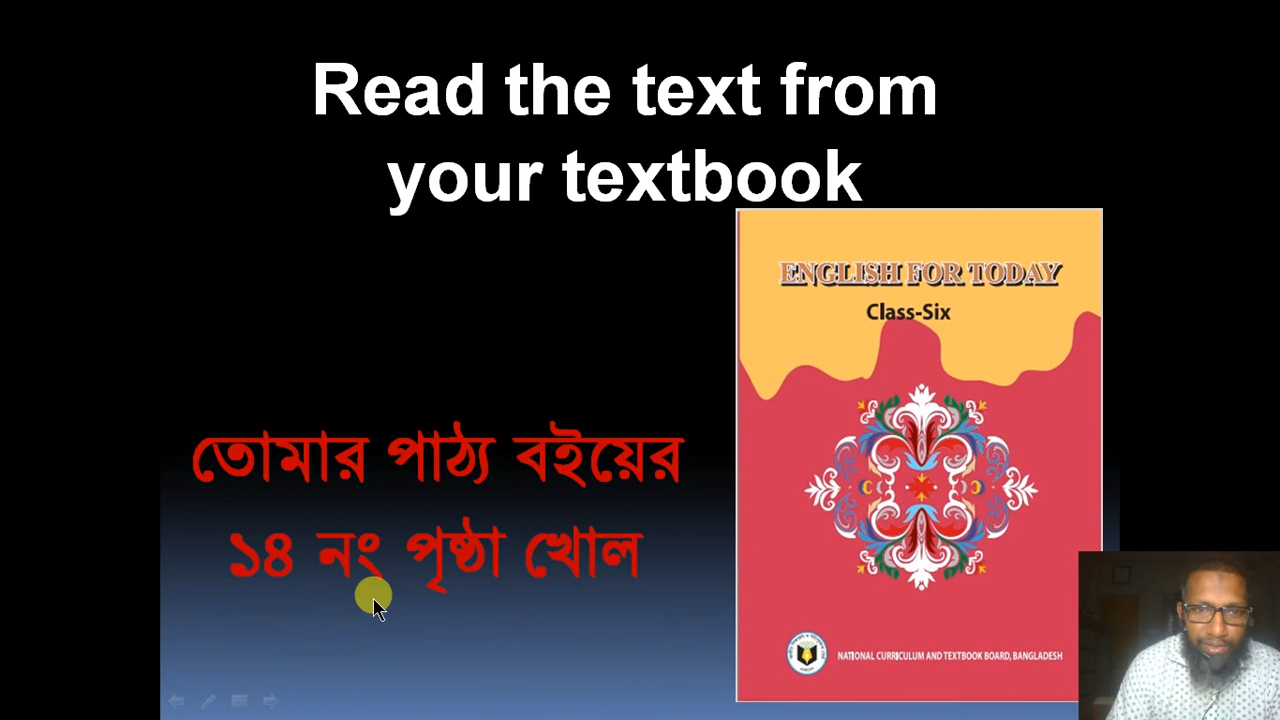 Read the text from
your textbook
ENGLISH FOR TODAY
Class-Six
তোমার পাঠ্য বইয়ের
১৪ নং পৃষ্ঠা খোল
NATIONAL CURRICULUM AND TEXTBOOK BOARD, BANGLADESH